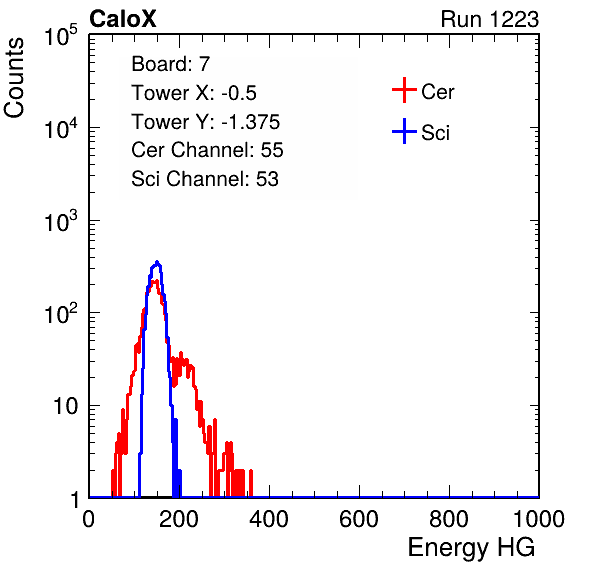 CaloX Run 1223
Counts
10^5
10^4
10^3
10^2
10
1
Board: 7
Tower X: -0.5
Tower Y: -1.375
Cer Channel: 55
Sci Channel: 53
Cer
Sci
0 200 400 600 800 1000
Energy HG